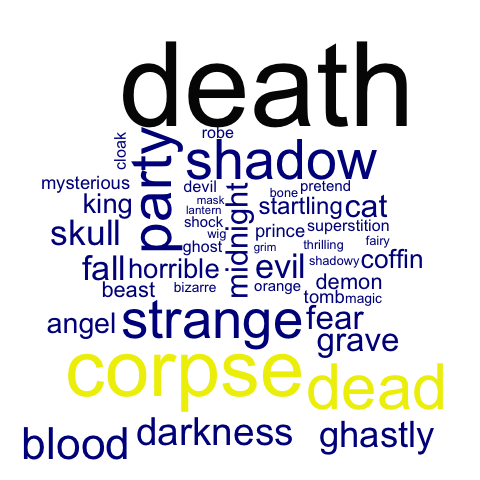 death
robe
cloak
party
shadow
mysterious
devil
bone
pretend
king
mask
lantern
midnight
startling
cat
skull
shock
wig
prince
superstition
ghost
grim
thrilling
fairy
fall
horrible
evil
shadowy
coffin
beast
bizarre
orange
demon
tomb
magic
angel
strange
fear
grave
corpse
dead
blood
darkness
ghastly